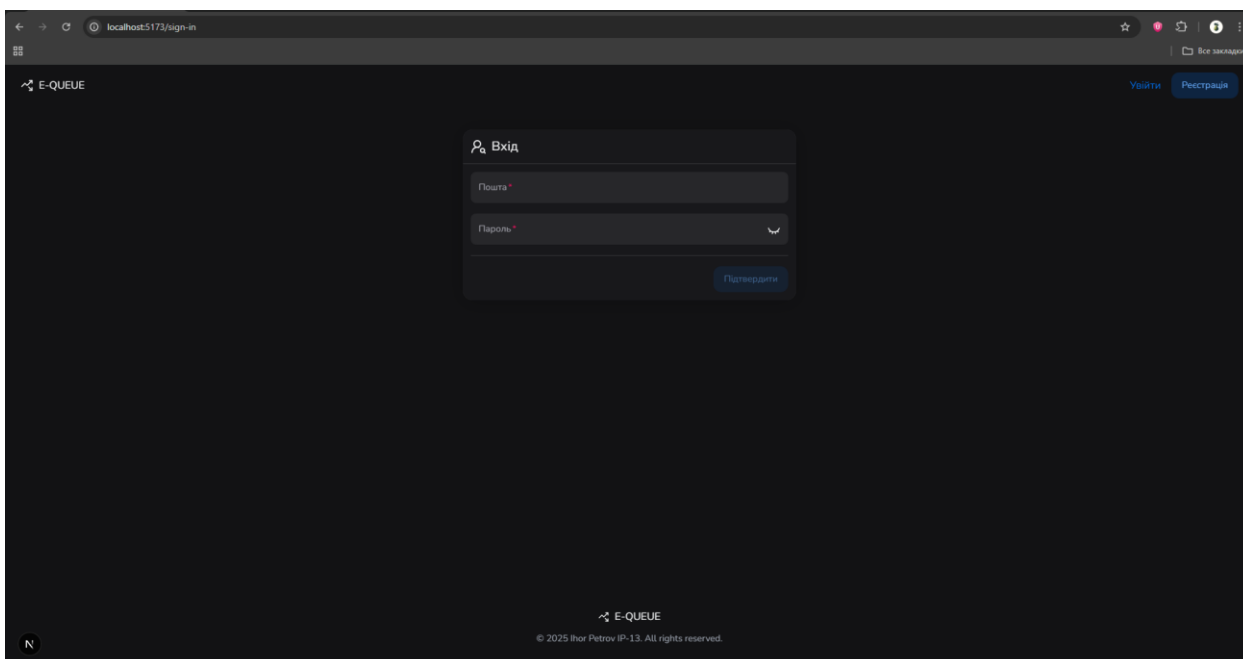 localhost:5173/sign-in
Все закладки
E-QUEUE
Увійти Реєстрація
Вхід
Пошта*
Пароль*
Підтвердити
E-QUEUE
© 2025 Ihor Petrov IP-13. All rights reserved.
N